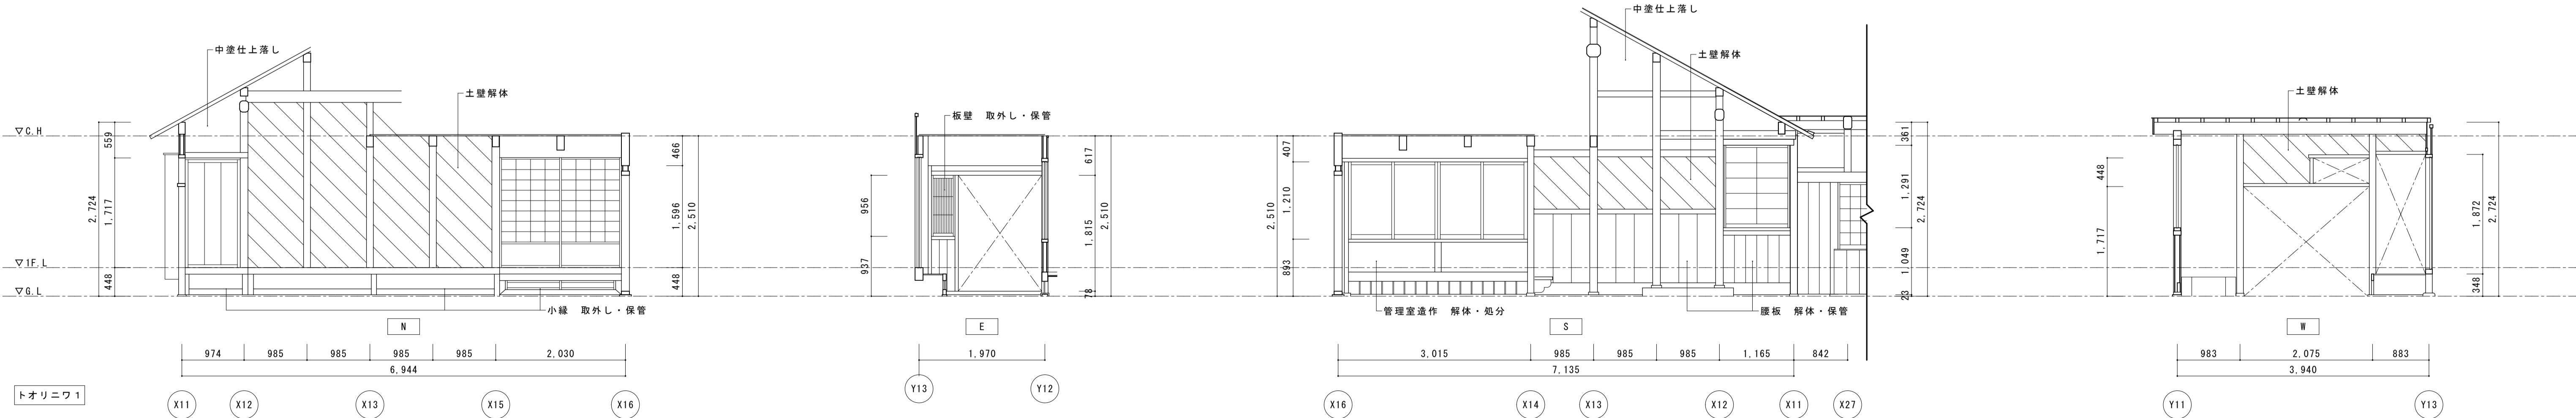 中塗仕上落し
土壁解体
▽C.H
▽1F.L
▽G.L
559
1,717
448
2,724
466
1,596
448
2,510
小縁 取外し・保管
N
974
985
985
985
985
2,030
6,944
トオリニワ1
X11
X12
X13
X15
X16
板壁 取外し・保管
956
937
617
1,815
78
2,510
E
1,970
Y13
Y12
中塗仕上落し
土壁解体
407
1,210
893
2,510
361
1,291
1,049
23
2,724
管理室造作 解体・処分
腰板 解体・保管
S
3,015
985
985
985
1,165
842
7,135
X16
X14
X13
X12
X11
X27
土壁解体
448
1,717
1,872
348
2,724
W
983
2,075
883
3,940
Y11
Y13